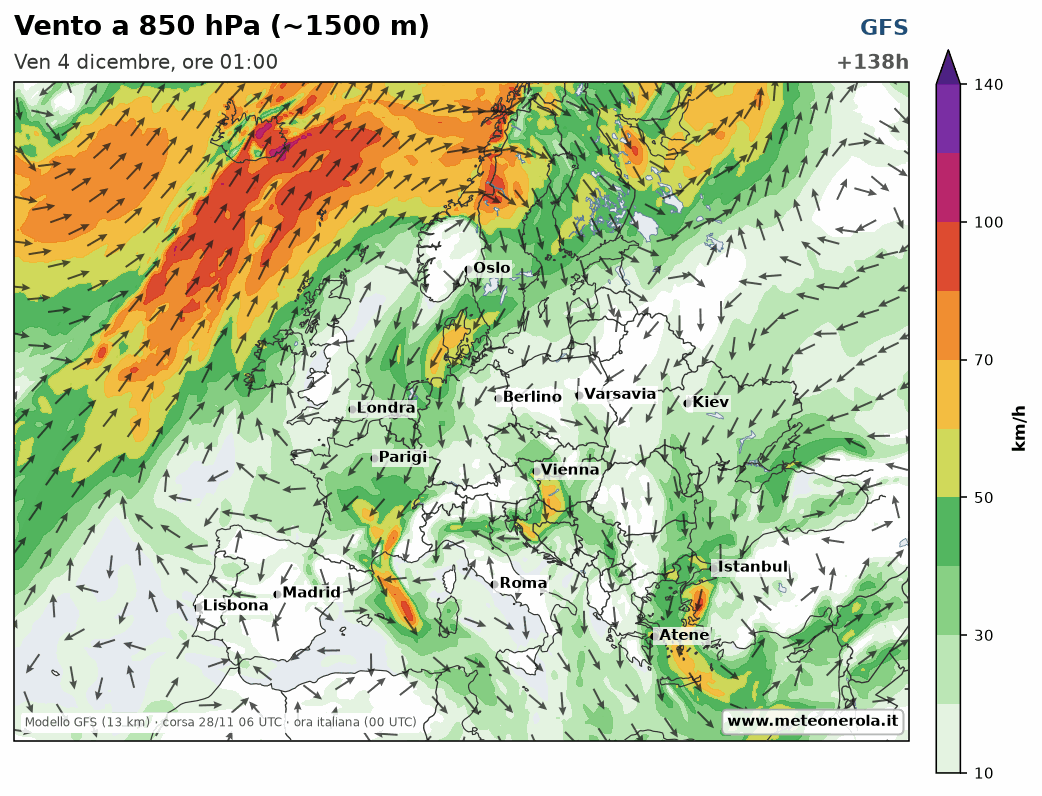 Vento a 850 hPa (~1500 m)
GFS
Ven 4 dicembre, ore 01:00
+138h
140
100
70
50
30
10
km/h
Oslo
Londra
Berlino
Varsavia
Kiev
Parigi
Vienna
Lisbona
Madrid
Roma
Istanbul
Atene
Modello GFS (13 km) · corsa 28/11 06 UTC · ora italiana (00 UTC)
www.meteonerola.it